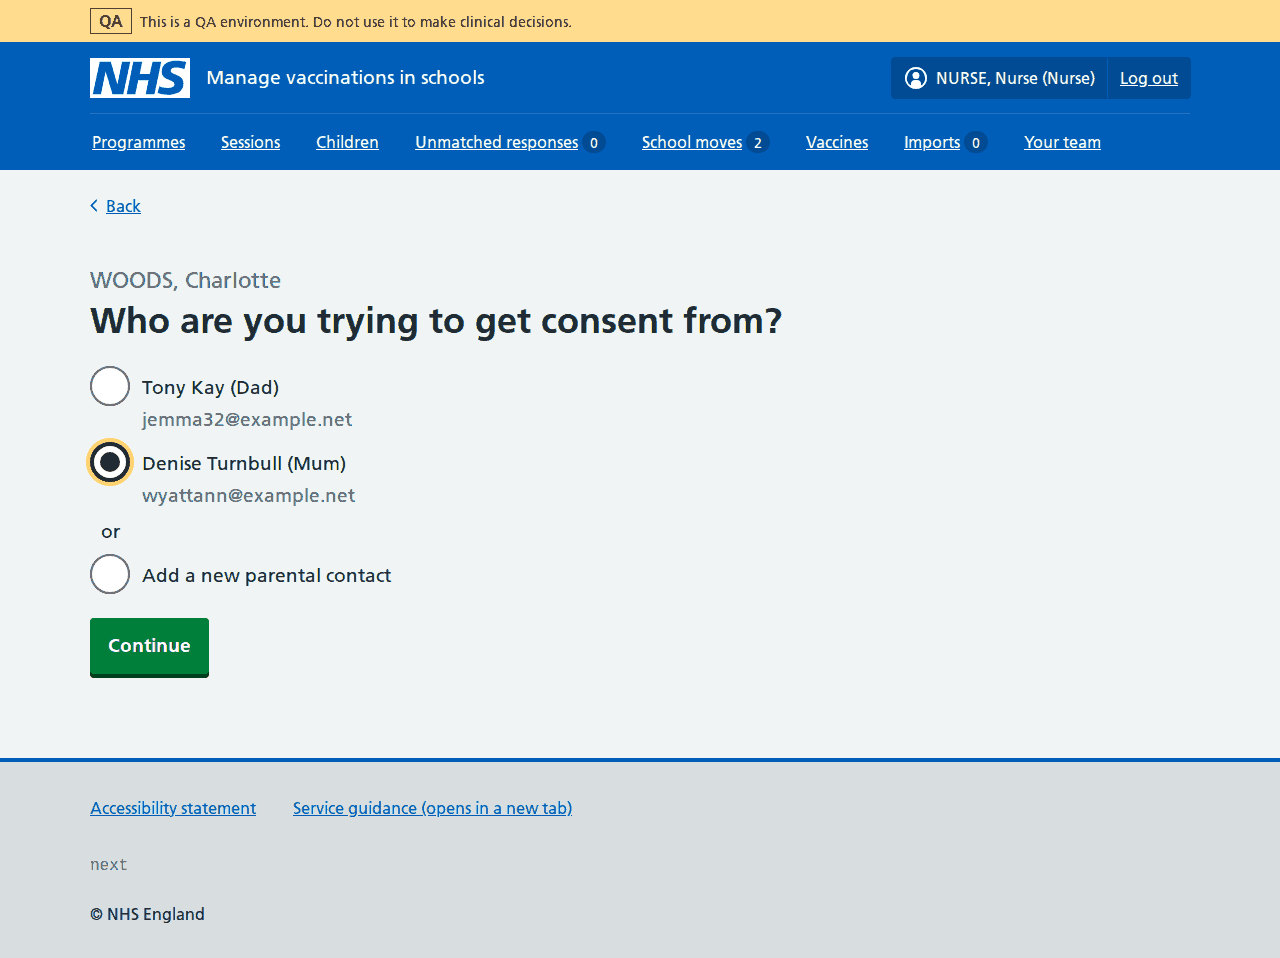 QA This is a QA environment. Do not use it to make clinical decisions.
NHS Manage vaccinations in schools NURSE, Nurse (Nurse) Log out
Programmes Sessions Children Unmatched responses 0 School moves 2 Vaccines Imports 0 Your team
Back
WOODS, Charlotte
Who are you trying to get consent from?
Tony Kay (Dad)
jemma32@example.net
Denise Turnbull (Mum)
wyattann@example.net
or
Add a new parental contact
Continue
Accessibility statement Service guidance (opens in a new tab)
next
© NHS England